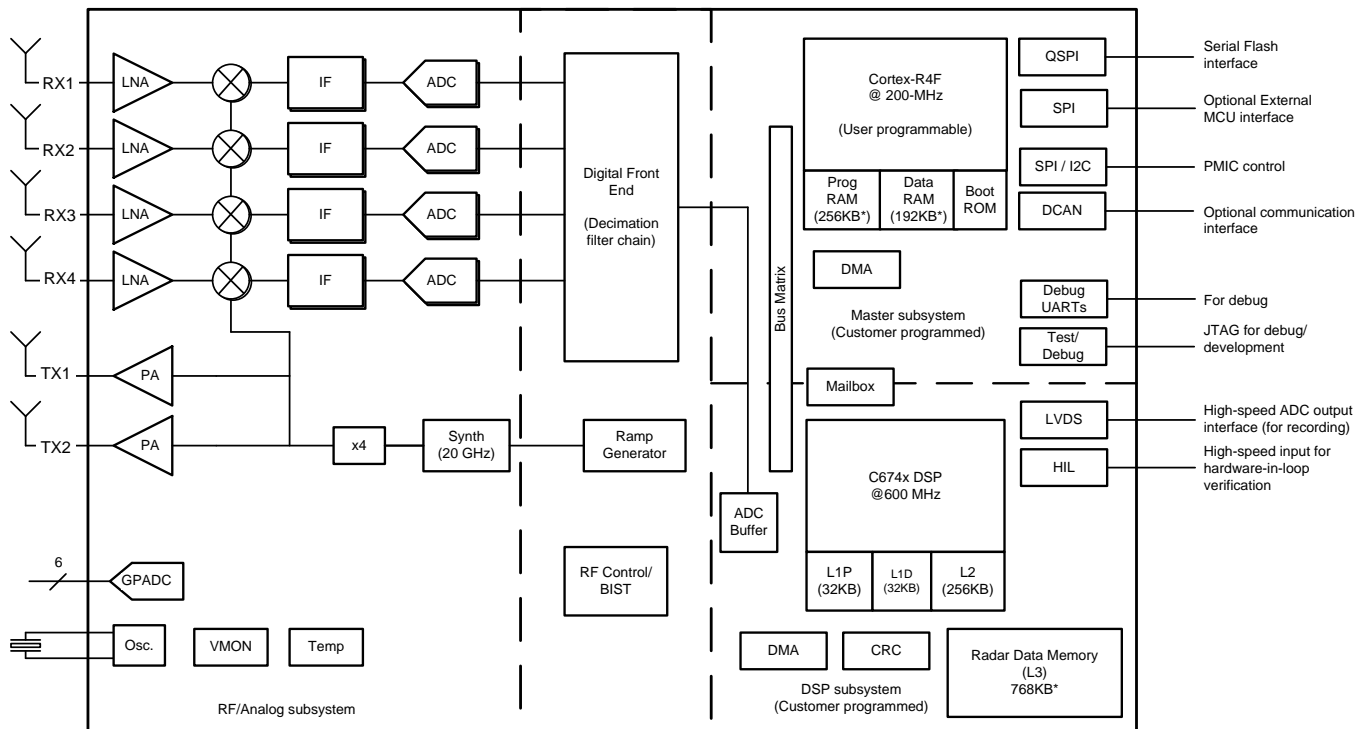 RX1
LNA
IF
ADC
RX2
LNA
IF
ADC
RX3
LNA
IF
ADC
RX4
LNA
IF
ADC
TX1
PA
TX2
PA
x4
Synth
(20 GHz)
Ramp
Generator
Digital Front
End
(Decimation
filter chain)
6
GPADC
Osc.
VMON
Temp
RF/Analog subsystem
RF Control/
BIST
ADC
Buffer
Bus Matrix
Cortex-R4F
@ 200-MHz
(User programmable)
Prog
RAM
(256KB*)
Data
RAM
(192KB*)
Boot
ROM
DMA
Master subsystem
(Customer programmed)
Mailbox
QSPI
Serial Flash
interface
SPI
Optional External
MCU interface
SPI / I2C
PMIC control
DCAN
Optional communication
interface
Debug
UARTs
For debug
Test/
Debug
JTAG for debug/
development
LVDS
High-speed ADC output
interface (for recording)
HIL
High-speed input for
hardware-in-loop
verification
C674x DSP
@600 MHz
L1P
(32KB)
L1D
(32KB)
L2
(256KB)
DMA
CRC
DSP subsystem
(Customer programmed)
Radar Data Memory
(L3)
768KB*